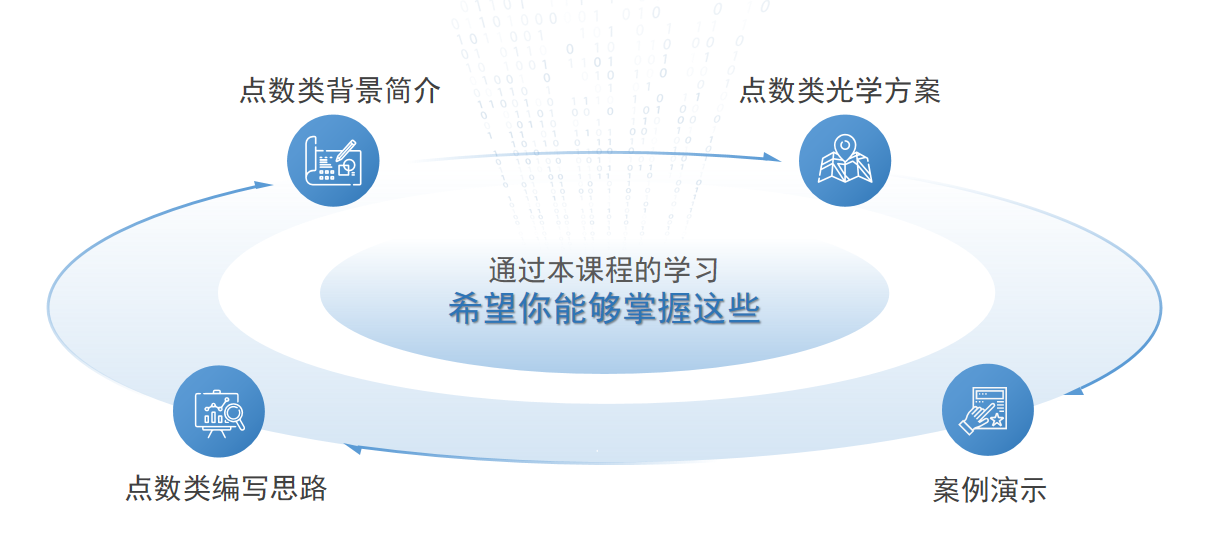 点数类背景简介
点数类光学方案
通过本课程的学习
希望你能够掌握这些
点数类编写思路
案例演示